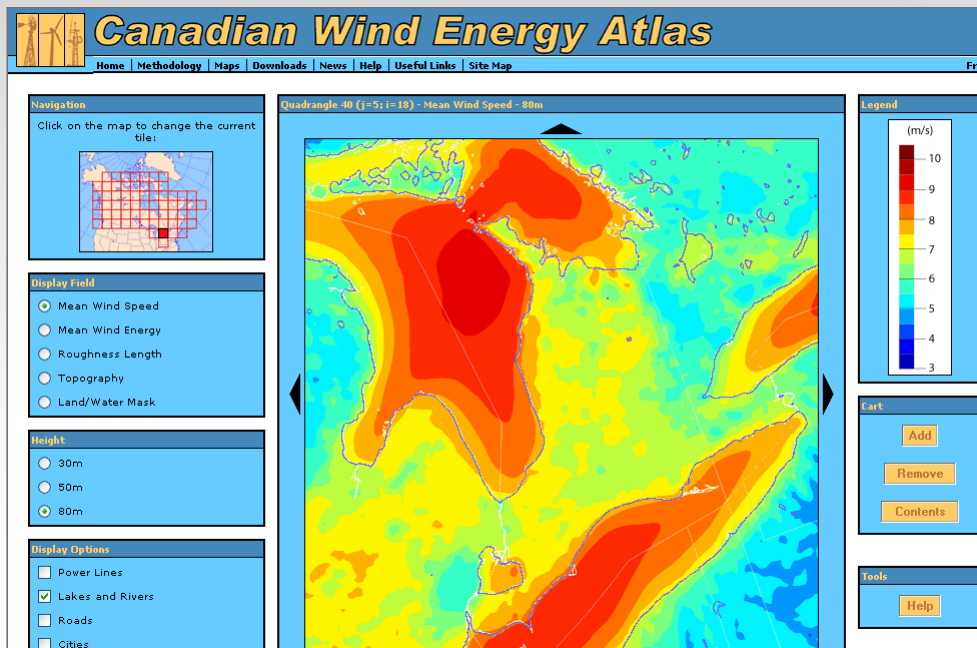 Canadian Wind Energy Atlas
Home | Methodology | Maps | Downloads | News | Help | Useful Links | Site Map
Fr
Navigation
Click on the map to change the current
tile:
Display Field
Mean Wind Speed
Mean Wind Energy
Roughness Length
Topography
Land/Water Mask
Height
30m
50m
80m
Display Options
Power Lines
Lakes and Rivers
Roads
Cities
Quadrangle 40 (j=5; i=18) - Mean Wind Speed - 80m
Legend
(m/s)
10
9
8
7
6
5
4
3
Cart
Add
Remove
Contents
Tools
Help